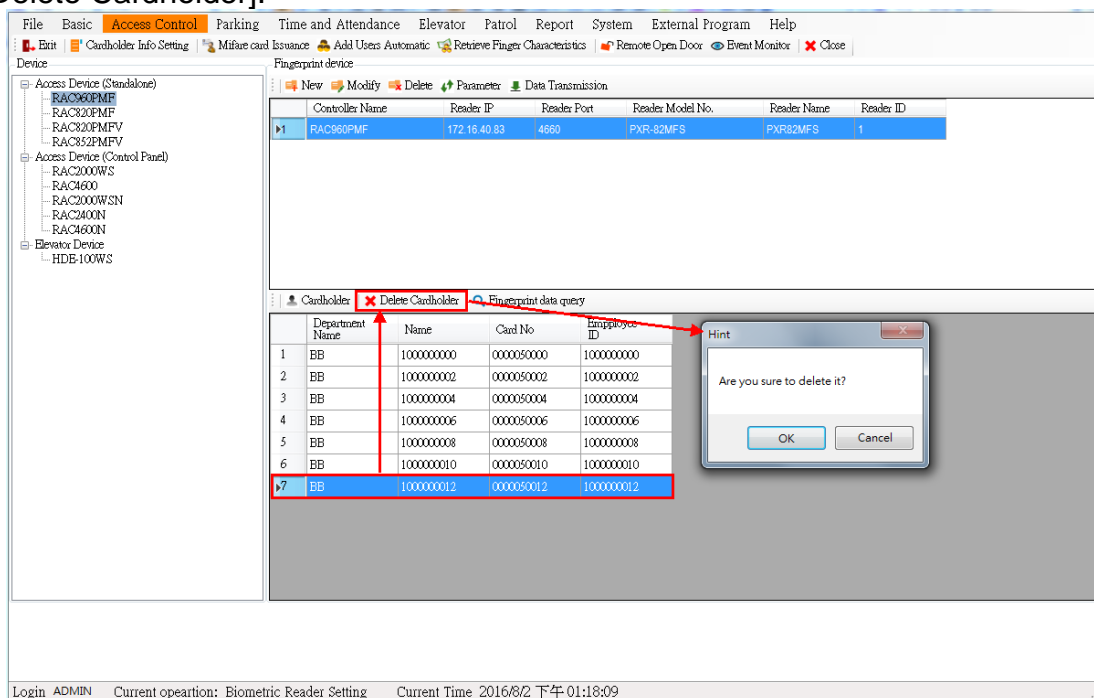 Delete Cardholder].
File Basic Access Control Parking Time and Attendance Elevator Patrol Report System External Program Help
Exit Cardholder Info Setting Mifare card Issuance Add Users Automatic Retrieve Finger Characteristics Remote Open Door Event Monitor Close
Device
Access Device (Standalone)
RAC960PMF
RAC820PMF
RAC820PMFV
RAC852PMFV
Access Device (Control Panel)
RAC2000WS
RAC4600
RAC2000WSN
RAC2400N
RAC4600N
Elevator Device
HDE-100WS
Fingerprint device
New Modify Delete Parameter Data Transmission
Controller Name Reader IP Reader Port Reader Model No. Reader Name Reader ID
1 RAC960PMF 172.16.40.83 4660 PXR-82MFS PXR82MFS 1
Cardholder Delete Cardholder Fingerprint data query
Department Name Name Card No Empployee ID
1 BB 1000000000 0000050000 1000000000
2 BB 1000000002 0000050002 1000000002
3 BB 1000000004 0000050004 1000000004
4 BB 1000000006 0000050006 1000000006
5 BB 1000000008 0000050008 1000000008
6 BB 1000000010 0000050010 1000000010
7 BB 1000000012 0000050012 1000000012
Hint
Are you sure to delete it?
OK Cancel
Login ADMIN Current opeartion: Biometric Reader Setting Current Time 2016/8/2 下午 01:18:09